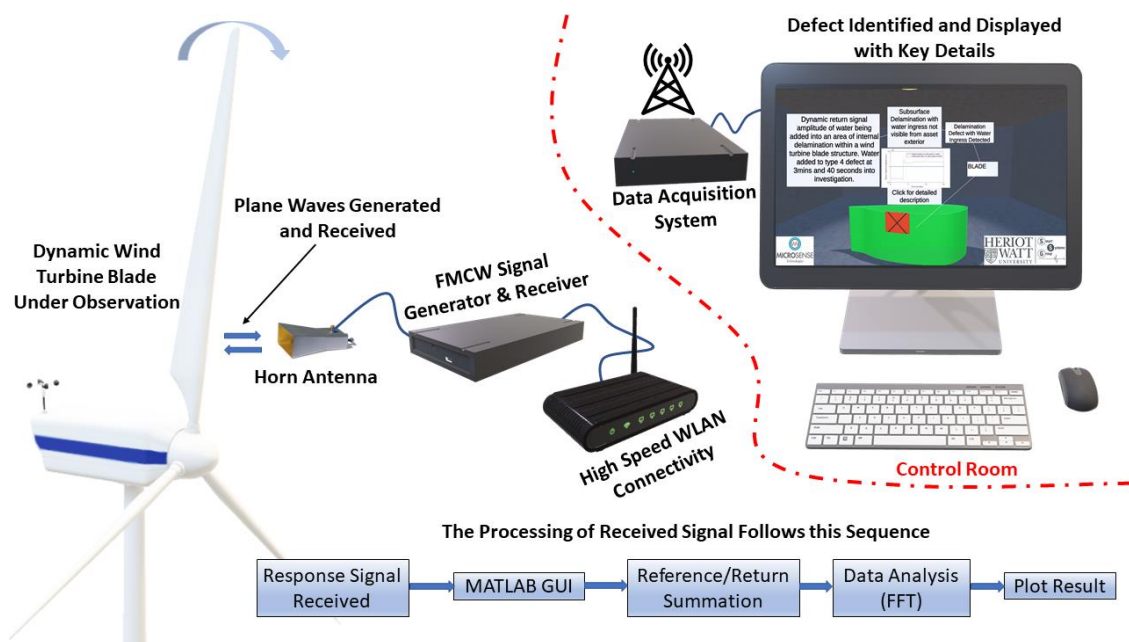 Defect Identified and Displayed
with Key Details
Dynamic return signal
amplitude of water being
added into an area of internal
delamination within a wind
turbine blade structure. Water
added to type 4 defect at
3mins and 40 seconds into
investigation.
Subsurface
Delamination with
water ingress not
visible from asset
exterior
Delamination
Defect with Water
Ingress Detected
BLADE
Click for detailed
description
MICROSENSE
HERIOT
WATT
UNIVERSITY
Data Acquisition
System
Plane Waves Generated
and Received
Dynamic Wind
Turbine Blade
Under Observation
FMCW Signal
Generator & Receiver
Horn Antenna
High Speed WLAN
Connectivity
Control Room
The Processing of Received Signal Follows this Sequence
Response Signal
Received
MATLAB GUI
Reference/Return
Summation
Data Analysis
(FFT)
Plot Result